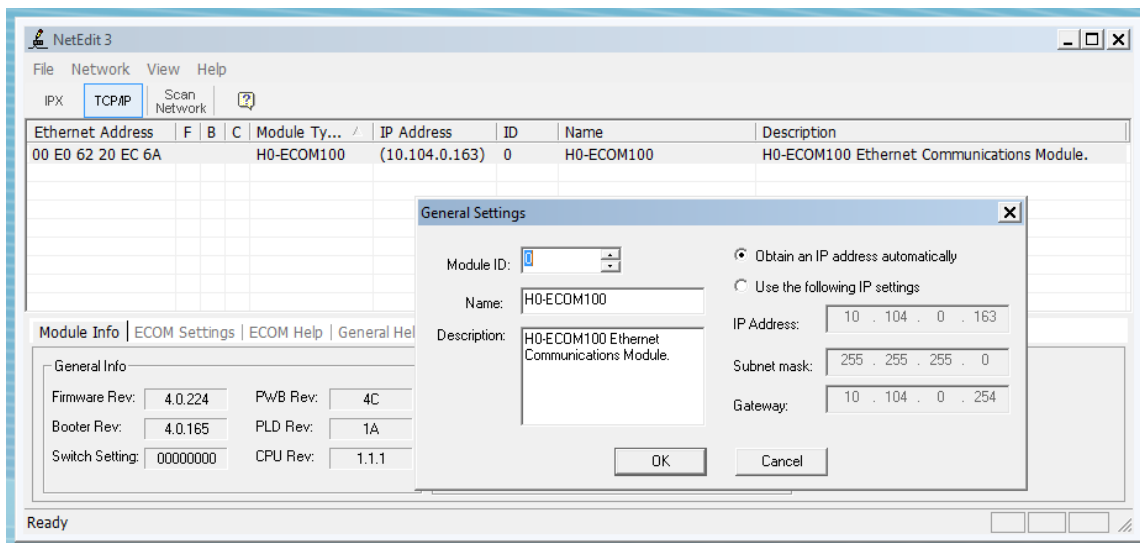 NetEdit 3
File Network View Help
IPX TCP/IP Scan Network
Ethernet Address F B C Module Ty... IP Address ID Name Description
00 E0 62 20 EC 6A H0-ECOM100 (10.104.0.163) 0 H0-ECOM100 H0-ECOM100 Ethernet Communications Module.
General Settings
Module ID: 0
Name: H0-ECOM100
Description: H0-ECOM100 Ethernet
Communications Module.
Obtain an IP address automatically
Use the following IP settings
IP Address: 10 . 104 . 0 . 163
Subnet mask: 255 . 255 . 255 . 0
Gateway: 10 . 104 . 0 . 254
OK Cancel
Module Info ECOM Settings ECOM Help General Hel
General Info
Firmware Rev: 4.0.224 PWB Rev: 4C
Booter Rev: 4.0.165 PLD Rev: 1A
Switch Setting: 00000000 CPU Rev: 1.1.1
Ready